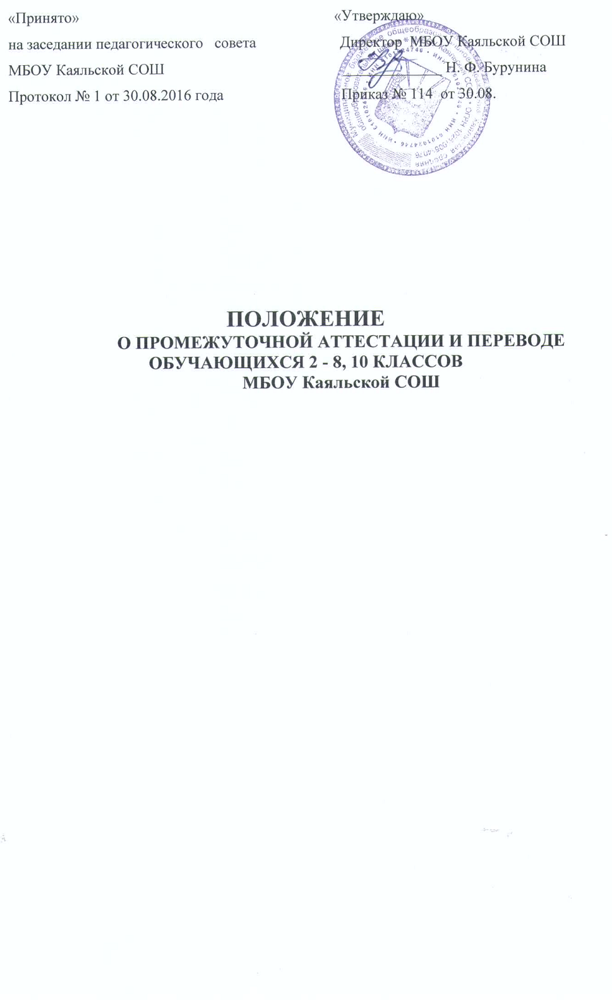 «Принято»
на заседании педагогического совета
МБОУ Каяльской СОШ
Протокол № 1 от 30.08.2016 года
«Утверждаю»
Директор МБОУ Каяльской СОШ
Н. Ф. Бурунина
Приказ № 114 от 30.08.
ПОЛОЖЕНИЕ
О ПРОМЕЖУТОЧНОЙ АТТЕСТАЦИИ И ПЕРЕВОДЕ
ОБУЧАЮЩИХСЯ 2 - 8, 10 КЛАССОВ
МБОУ Каяльской СОШ